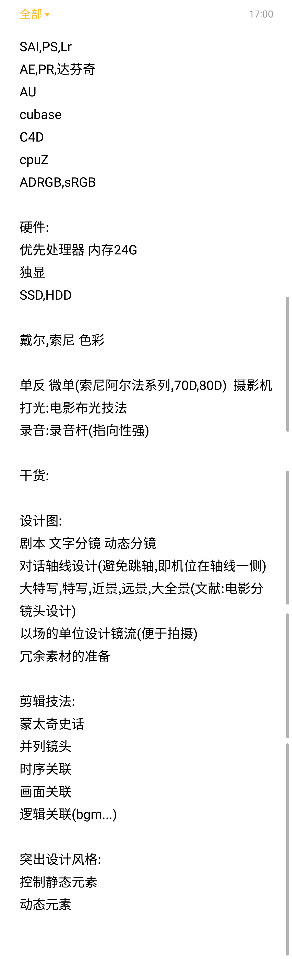 全部
17:00
SAI,PS,Lr
AE,PR,达芬奇
AU
cubase
C4D
cpuZ
ADRGB,sRGB
硬件:
优先处理器 内存24G
独显
SSD,HDD
戴尔,索尼 色彩
单反 微单(索尼阿尔法系列,70D,80D)  摄影机
打光:电影布光技法
录音:录音杆(指向性强)
干货:
设计图:
剧本 文字分镜 动态分镜
对话轴线设计(避免跳轴,即机位在轴线一侧)
大特写,特写,近景,远景,大全景(文献:电影分
镜头设计)
以场的单位设计镜流(便于拍摄)
冗余素材的准备
剪辑技法:
蒙太奇史话
并列镜头
时序关联
画面关联
逻辑关联(bgm...)
突出设计风格:
控制静态元素
动态元素